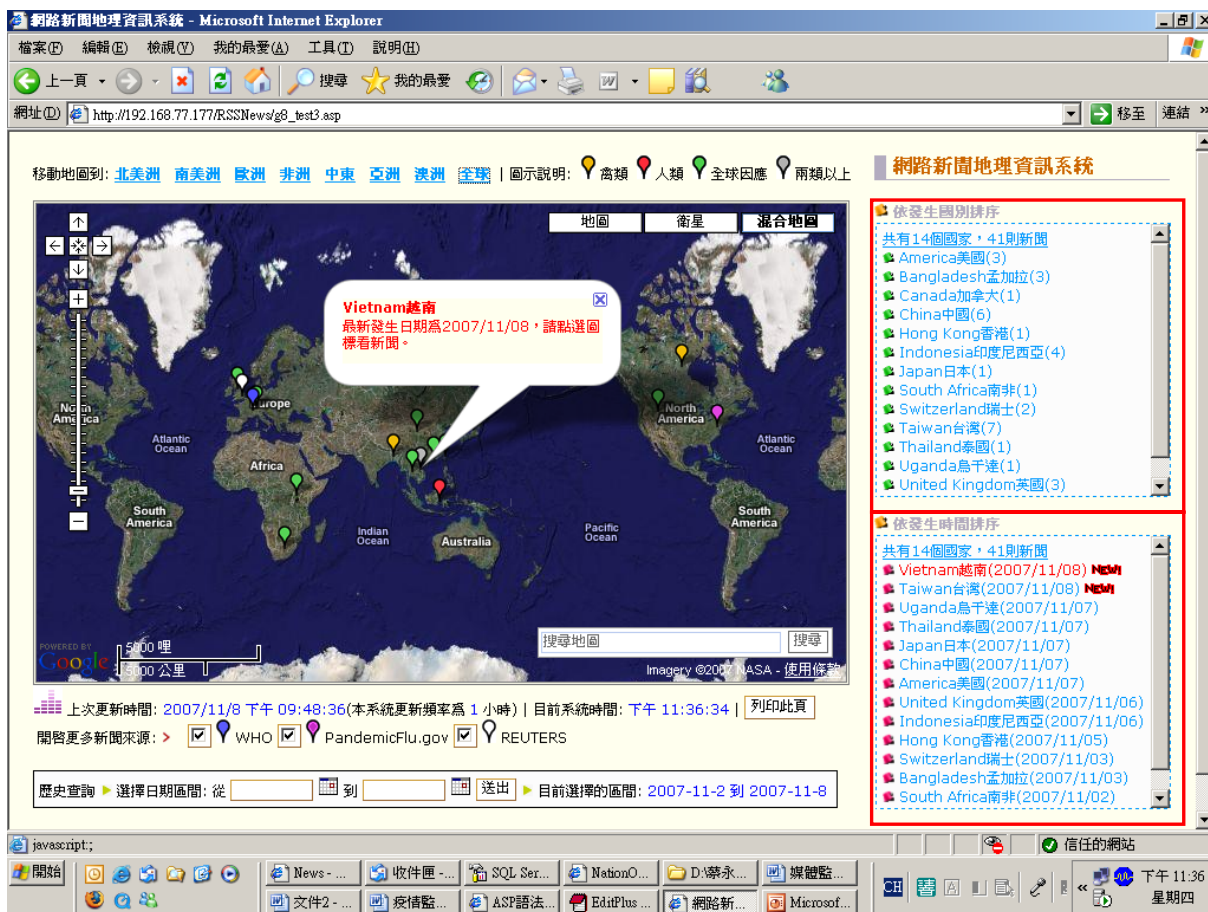 網路新聞地理資訊系統 - Microsoft Internet Explorer
檔案(F) 編輯(E) 檢視(V) 我的最愛(A) 工具(T) 說明(H)
上一頁 搜尋 我的最愛
網址(D) http://192.168.77.177/RSSNews/g8_test3.asp 移至 連結 »
移動地圖到: 北美洲 南美洲 歐洲 非洲 中東 亞洲 澳洲 全球 | 圖示說明: 禽類 人類 全球因應 兩類以上
地圖 衛星 混合地圖
Vietnam越南
最新發生日期為2007/11/08,請點選圖
標看新聞。
North America
Europe
North America
Atlantic Ocean
Atlantic Ocean
Africa
South America
South America
Indian Ocean
Australia
Pacific Ocean
搜尋地圖 搜尋
POWERED BY
Google
5000 哩
5000 公里
Imagery ©2007 NASA - 使用條款
上次更新時間: 2007/11/8 下午 09:48:36(本系統更新頻率為 1 小時) | 目前系統時間: 下午 11:36:34 | 列印此頁
開啟更多新聞來源: > WHO PandemicFlu.gov REUTERS
歷史查詢 選擇日期區間: 從 到 送出 目前選擇的區間: 2007-11-2 到 2007-11-8
網路新聞地理資訊系統
依發生國別排序
共有14個國家,41則新聞
America美國(3)
Bangladesh孟加拉(3)
Canada加拿大(1)
China中國(6)
Hong Kong香港(1)
Indonesia印度尼西亞(4)
Japan日本(1)
South Africa南非(1)
Switzerland瑞士(2)
Taiwan台灣(7)
Thailand泰國(1)
Uganda烏干達(1)
United Kingdom英國(3)
依發生時間排序
共有14個國家,41則新聞
Vietnam越南(2007/11/08) NEW!
Taiwan台灣(2007/11/08) NEW!
Uganda烏干達(2007/11/07)
Thailand泰國(2007/11/07)
Japan日本(2007/11/07)
China中國(2007/11/07)
America美國(2007/11/07)
United Kingdom英國(2007/11/06)
Indonesia印度尼西亞(2007/11/06)
Hong Kong香港(2007/11/05)
Switzerland瑞士(2007/11/03)
Bangladesh孟加拉(2007/11/03)
South Africa南非(2007/11/02)
javascript:;
信任的網站
開始
News - ... 收件匣 -... SQL Ser... NationO... D:\蔡永... 媒體監...
文件2 - ... 疫情監... ASP語法... EditPlus ... 網路新... Microsof...
CH
下午 11:36
星期四